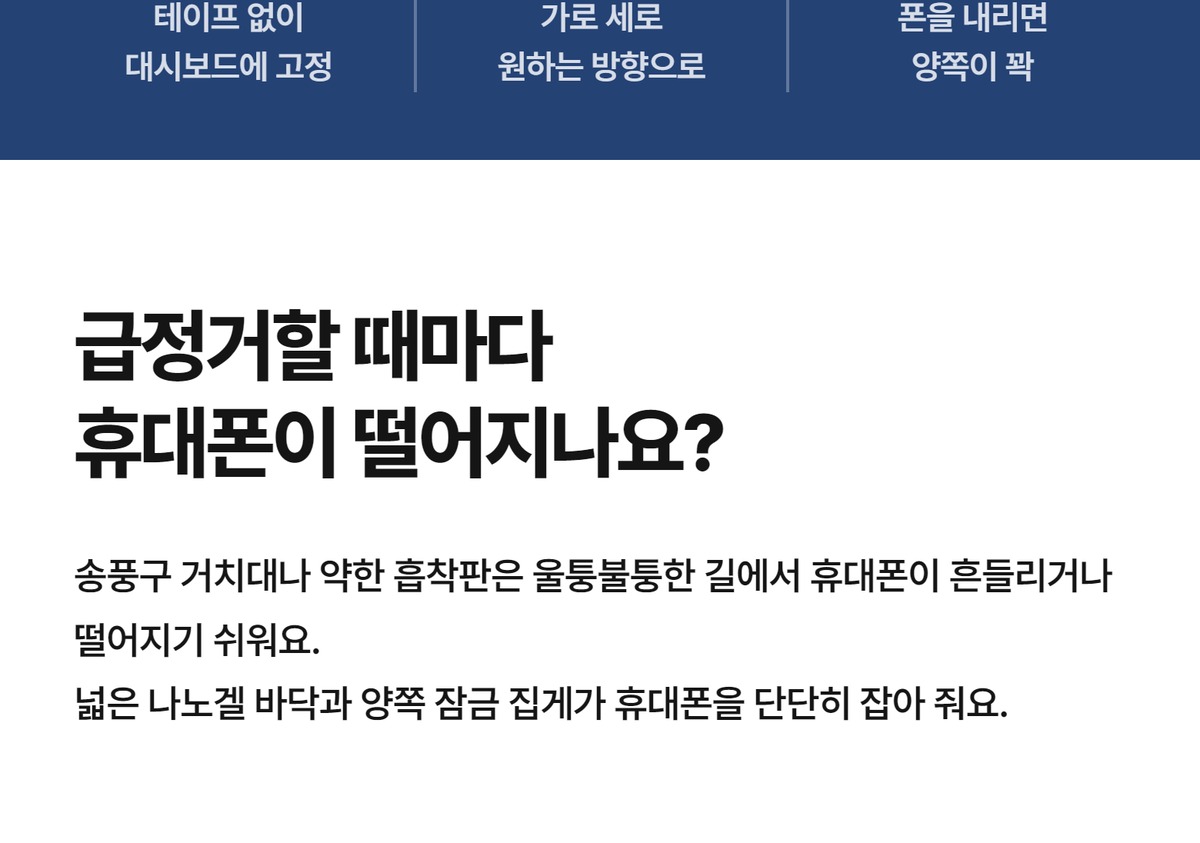 테이프 없이
대시보드에 고정
가로 세로
원하는 방향으로
폰을 내리면
양쪽이 꽉
급정거할 때마다
휴대폰이 떨어지나요?
송풍구 거치대나 약한 흡착판은 울퉁불퉁한 길에서 휴대폰이 흔들리거나
떨어지기 쉬워요.
넓은 나노겔 바닥과 양쪽 잠금 집게가 휴대폰을 단단히 잡아 줘요.